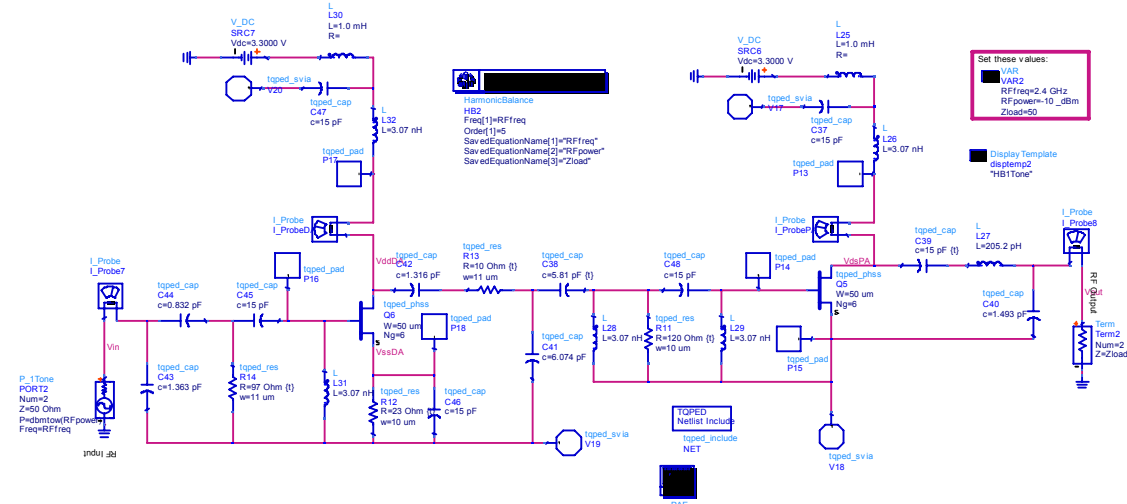 L
L30
L=1.0 mH
R=
V_DC
SRC7
Vdc=3.3000 V
tqped_svia
V20
tqped_cap
C47
c=15 pF
L
L32
L=3.07 nH
tqped_pad
P17
HarmonicBalance
HB2
Freq[1]=RFfreq
Order[1]=5
SavedEquationName[1]="RFfreq"
SavedEquationName[2]="RFpower"
SavedEquationName[3]="Zload"
L
L25
L=1.0 mH
R=
V_DC
SRC6
Vdc=3.3000 V
tqped_svia
V17
tqped_cap
C37
c=15 pF
L
L26
L=3.07 nH
tqped_pad
P13
Set these values:
VAR
VAR2
RFfreq=2.4 GHz
RFpower=-10 _dBm
Zload=50
DisplayTemplate
disptemp2
"HB1Tone"
I_Probe
VddDA
I_Probe
VdsPA
I_Probe
I_Probe8
I_Probe
I_Probe7
tqped_cap
C44
c=0.832 pF
tqped_cap
C45
c=15 pF
tqped_pad
P16
tqped_phss
Q6
W=50 um
Ng=6
VssDA
tqped_cap
C42
c=1.316 pF
tqped_res
R13
R=10 Ohm {t}
w=11 um
tqped_cap
C38
c=5.81 pF {t}
tqped_cap
C48
c=15 pF
tqped_pad
P14
tqped_phss
Q5
W=50 um
Ng=6
tqped_cap
C39
c=15 pF {t}
L
L27
L=205.2 pH
tqped_cap
C40
c=1.493 pF
RF Output
Vout
Term
Term2
Num=2
Z=Zload
Vin
P_1Tone
PORT2
Num=2
Z=50 Ohm
P=dbmtow(RFpower)
Freq=RFfreq
RF Input
tqped_cap
C43
c=1.363 pF
tqped_res
R14
R=97 Ohm {t}
w=11 um
L
L31
L=3.07 nH
tqped_res
R12
R=23 Ohm {t}
w=10 um
tqped_pad
P18
tqped_cap
C46
c=15 pF
tqped_cap
C41
c=6.074 pF
L
L28
L=3.07 nH
tqped_res
R11
R=120 Ohm {t}
w=10 um
L
L29
L=3.07 nH
tqped_pad
P15
tqped_svia
V19
TQPED
Netlist Include
tqped_include
NET
tqped_svia
V18